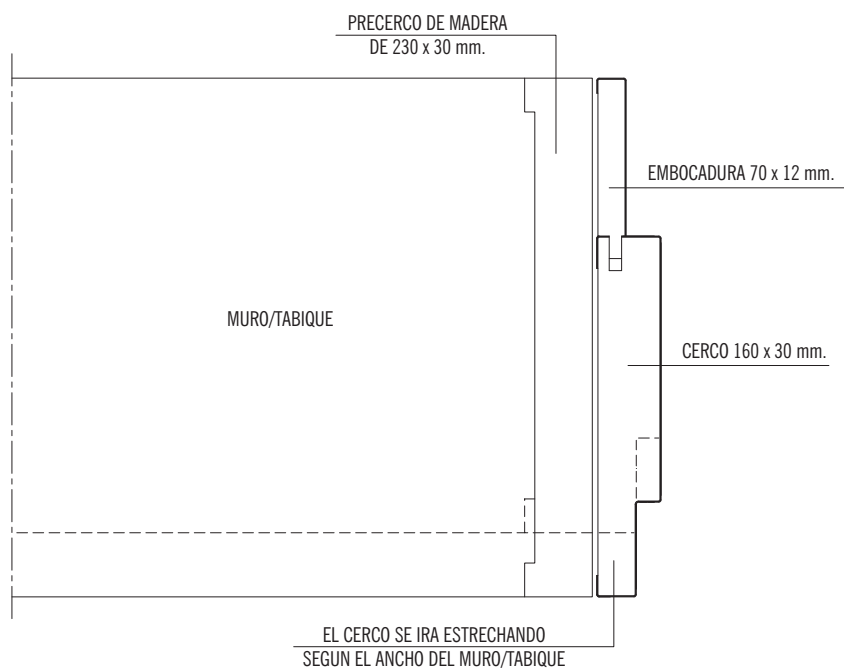 PRECERCO DE MADERA
DE 230 x 30 mm.
EMBOCADURA 70 x 12 mm.
MURO/TABIQUE
CERCO 160 x 30 mm.
EL CERCO SE IRA ESTRECHANDO
SEGUN EL ANCHO DEL MURO/TABIQUE